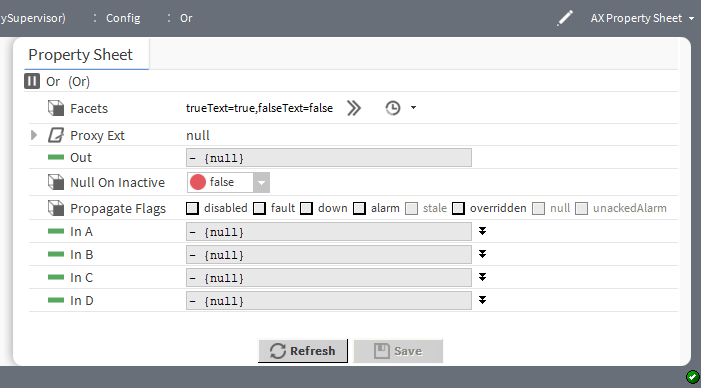 ySupervisor) : Config : Or AX Property Sheet
Property Sheet
Or (Or)
Facets trueText=true,falseText=false
Proxy Ext null
Out - {null}
Null On Inactive false
Propagate Flags disabled fault down alarm stale overridden null unackedAlarm
In A - {null}
In B - {null}
In C - {null}
In D - {null}
Refresh Save